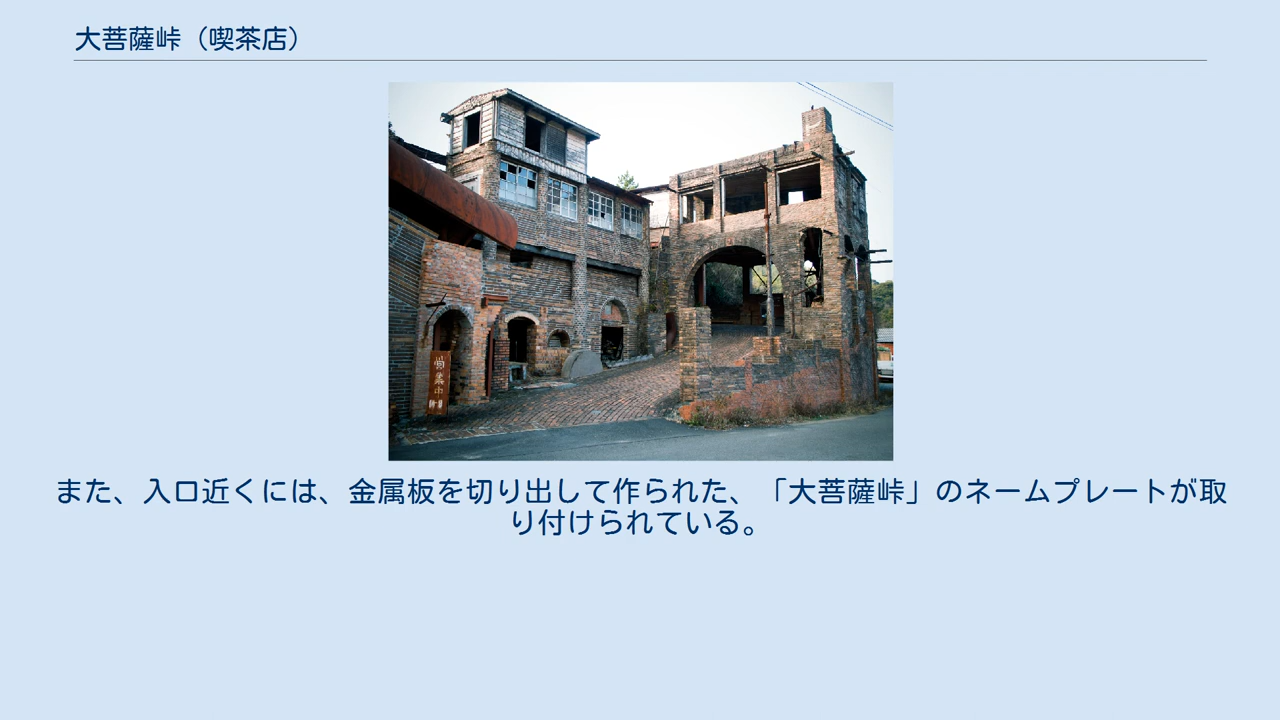 大菩薩峠（喫茶店）
また、入口近くには、金属板を切り出して作られた、「大菩薩峠」のネームプレートが取
り付けられている。